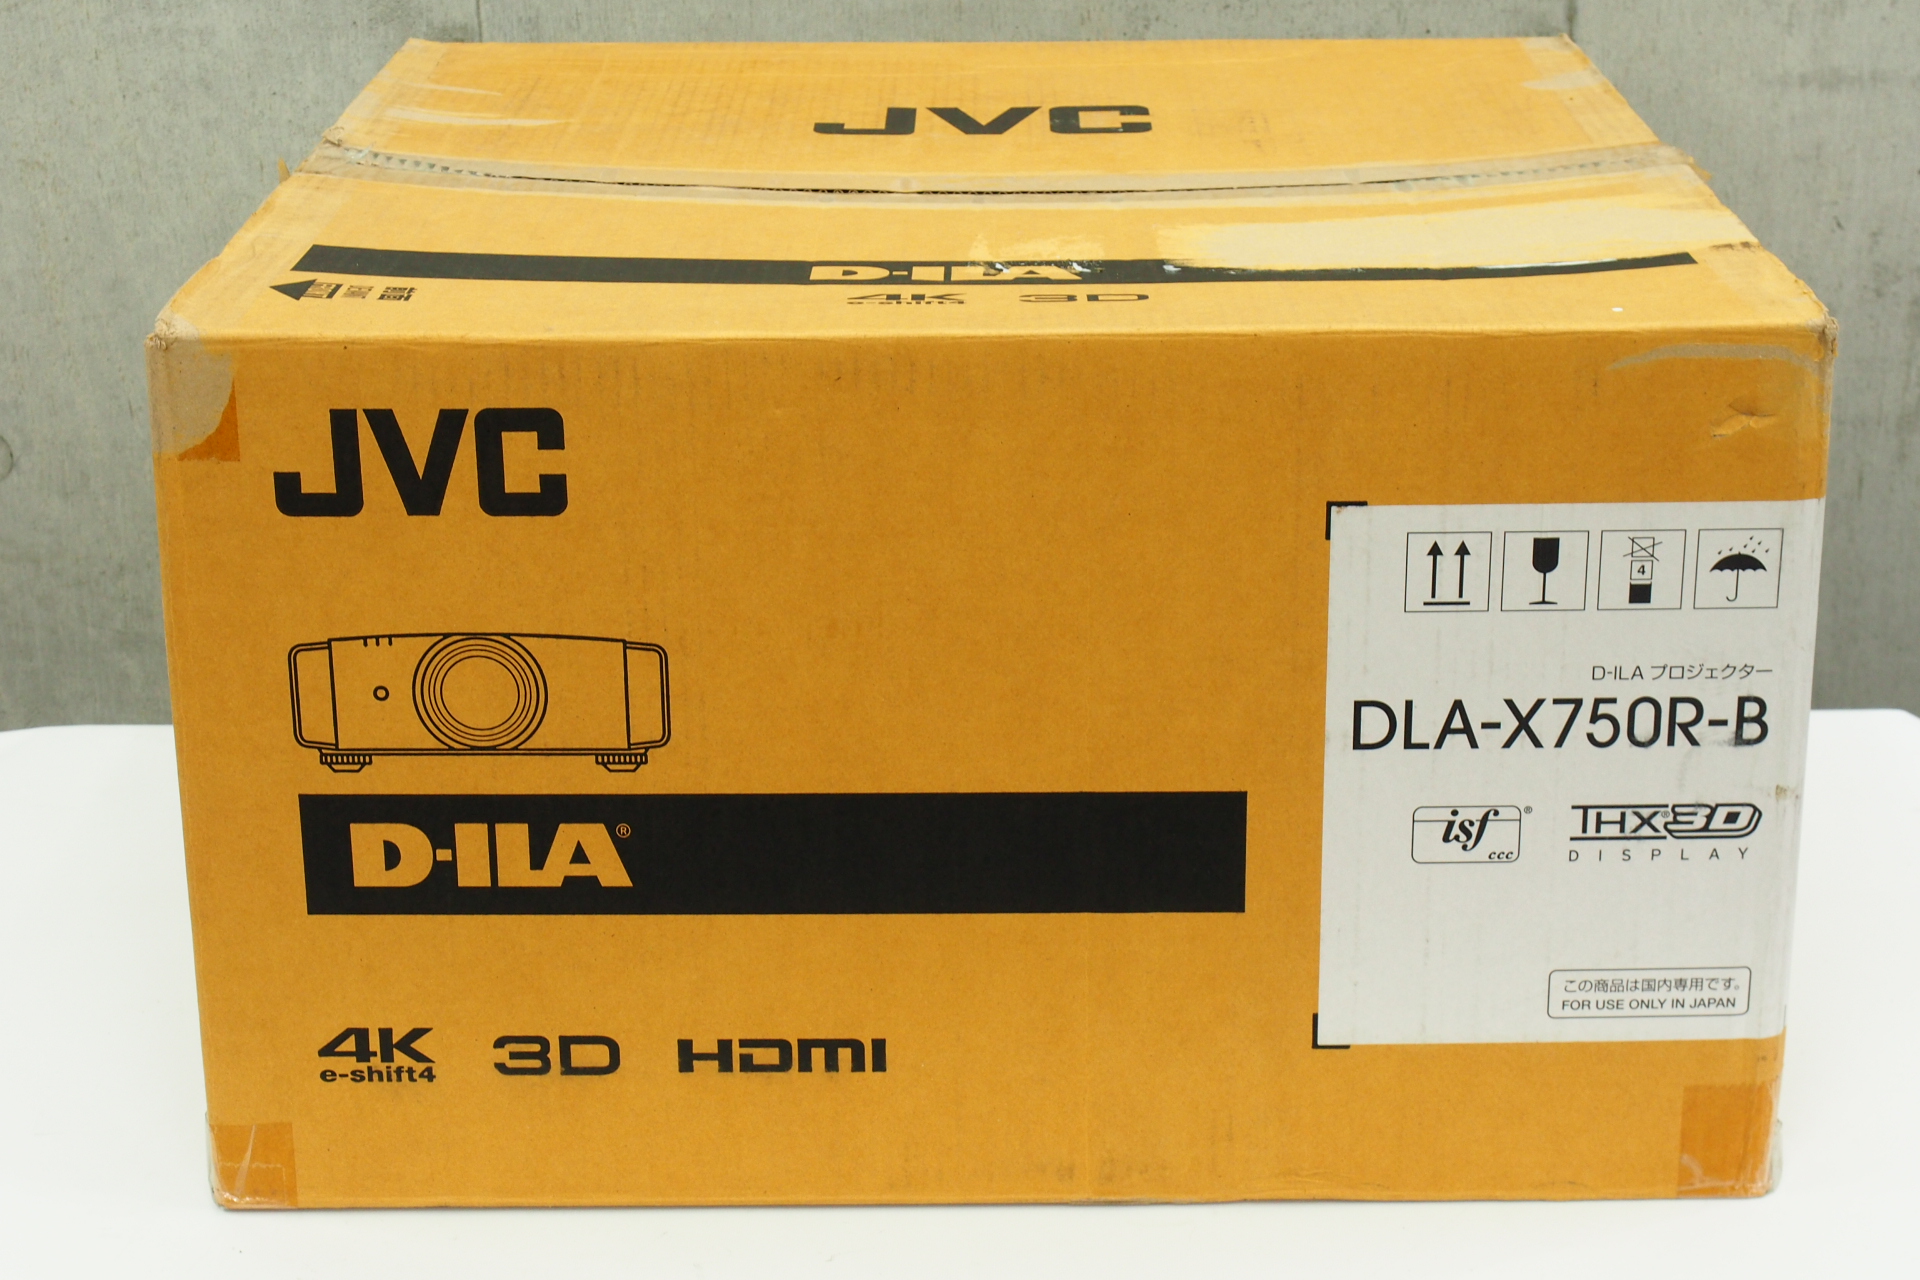 JVC
D-ILA
4K 3D
e-shift4
JVC
D-ILA®
4K 3D HDMI
e-shift4
4
D-ILA プロジェクター
DLA-X750R-B
isf® THX®3D
ccc DISPLAY
この商品は国内専用です。
FOR USE ONLY IN JAPAN